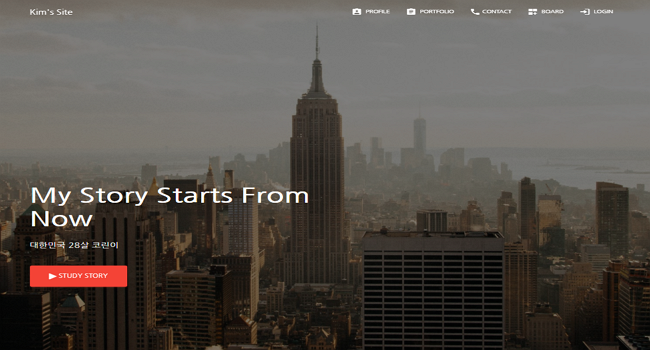 Kim's Site
PROFILE
PORTFOLIO
CONTACT
BOARD
LOGIN
My Story Starts From
Now
대한민국 28살 코린이
STUDY STORY